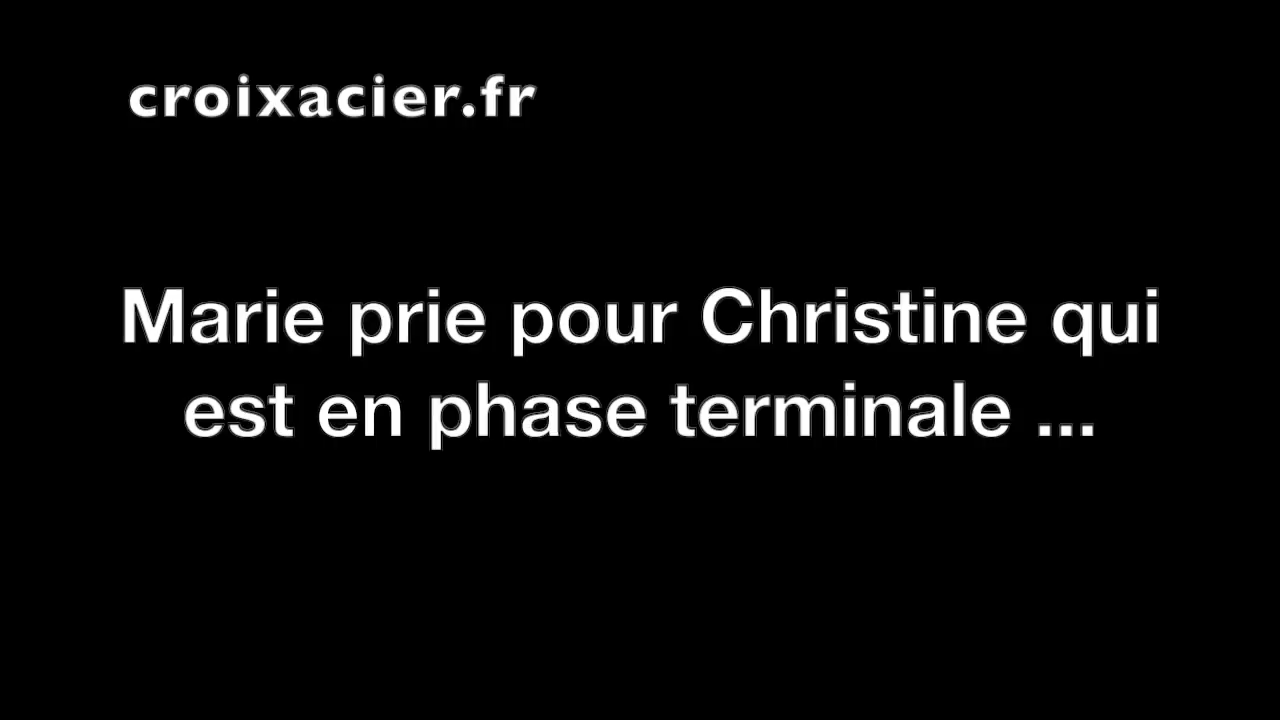 croixacier.fr
Marie prie pour Christine qui
est en phase terminale ...